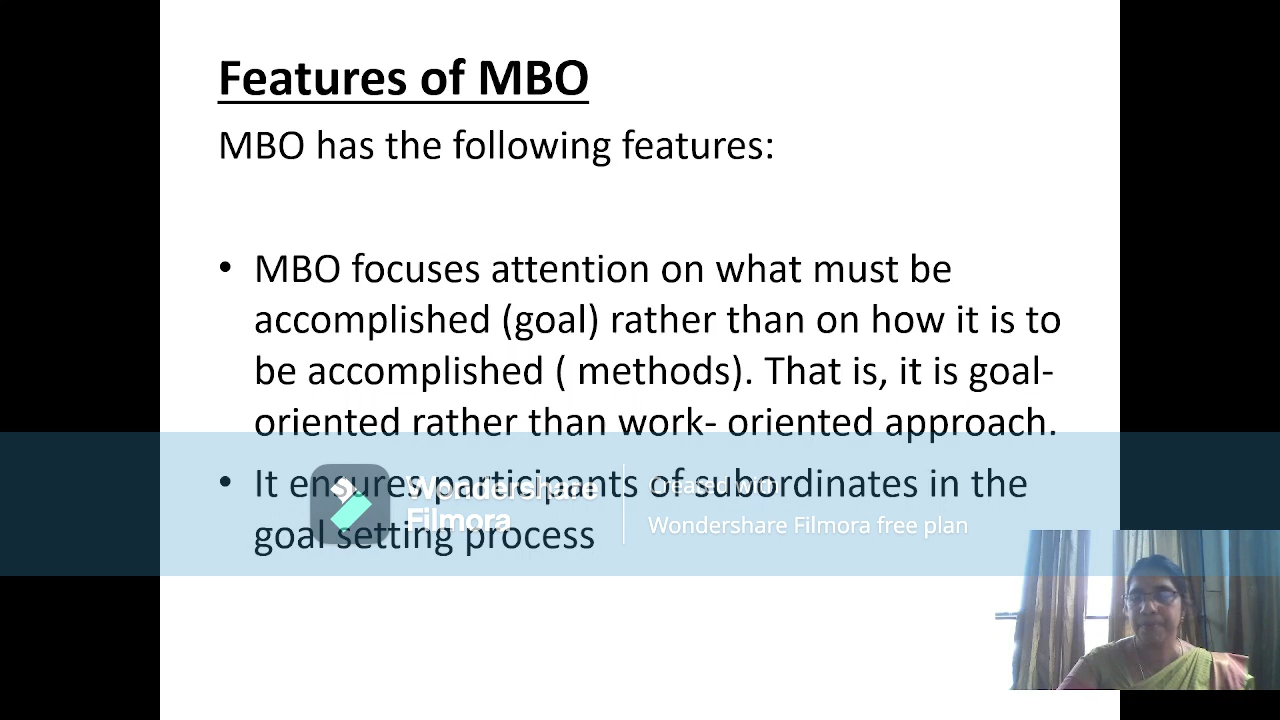 Features of MBO
MBO has the following features:
• MBO focuses attention on what must be
accomplished (goal) rather than on how it is to
be accomplished ( methods). That is, it is goal-
oriented rather than work- oriented approach.
• It ensures participants of subordinates in the
goal setting process
Wondershare
Filmora
Created with
Wondershare Filmora free plan